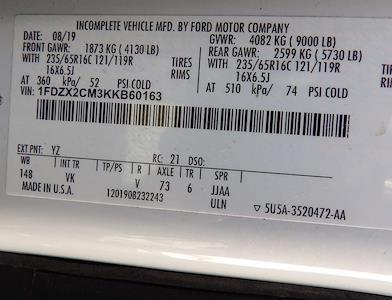 INCOMPLETE VEHICLE MFD. BY FORD MOTOR COMPANY
DATE: 08/19 GVWR: 4082 KG ( 9000 LB)
FRONT GAWR: 1873 KG ( 4130 LB) REAR GAWR: 2599 KG ( 5730 LB)
WITH 235/65R16C 121/119R TIRES WITH 235/65R16C 121/119R TIRES
16X6.5J RIMS 16X6.5J RIMS
AT 360 kPa/ 52 PSI COLD AT 510 kPa/ 74 PSI COLD
VIN: 1FDZX2CM3KKB60163
EXT PNT: YZ RC: 21 DSO:
WB INT TR TP/PS R AXLE TR SPR
148 VK V 73 6 JJAA
MADE IN U.S.A. 1201908232243 ULN ▽ 5U5A-3520472-AA